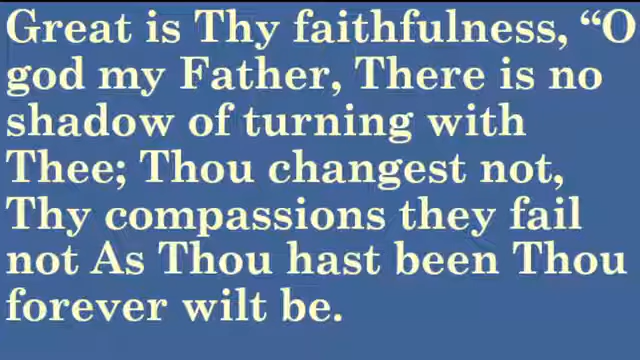 Great is Thy faithfulness, “O
god my Father, There is no
shadow of turning with
Thee; Thou changest not,
Thy compassions they fail
not As Thou hast been Thou
forever wilt be.